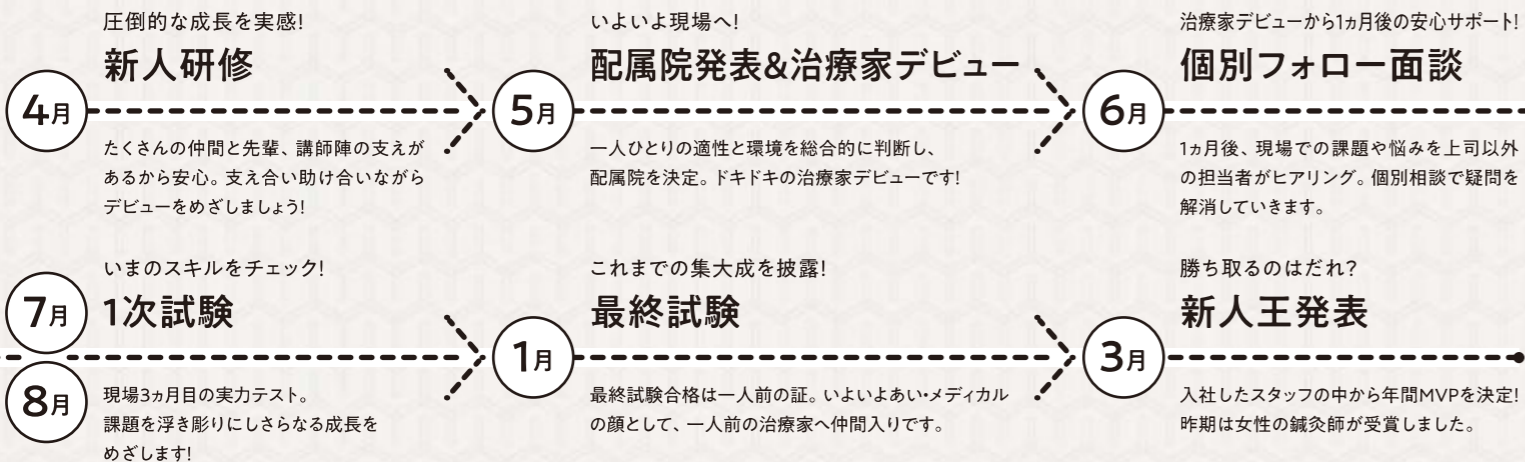 4月
圧倒的な成長を実感!
新人研修
たくさんの仲間と先輩、講師陣の支えが
あるから安心。支え合い助け合いながら
デビューをめざしましょう!
5月
いよいよ現場へ!
配属院発表&治療家デビュー
一人ひとりの適性と環境を総合的に判断し、
配属院を決定。ドキドキの治療家デビューです!
6月
治療家デビューから1ヵ月後の安心サポート!
個別フォロー面談
1ヵ月後、現場での課題や悩みを上司以外
の担当者がヒアリング。個別相談で疑問を
解消していきます。
7月
8月
いまのスキルをチェック!
1次試験
現場3ヵ月目の実力テスト。
課題を浮き彫りにしさらなる成長を
めざします!
1月
これまでの集大成を披露!
最終試験
最終試験合格は一人前の証。いよいよあい・メディカル
の顔として、一人前の治療家へ仲間入りです。
3月
勝ち取るのはだれ?
新人王発表
入社したスタッフの中から年間MVPを決定!
昨期は女性の鍼灸師が受賞しました。